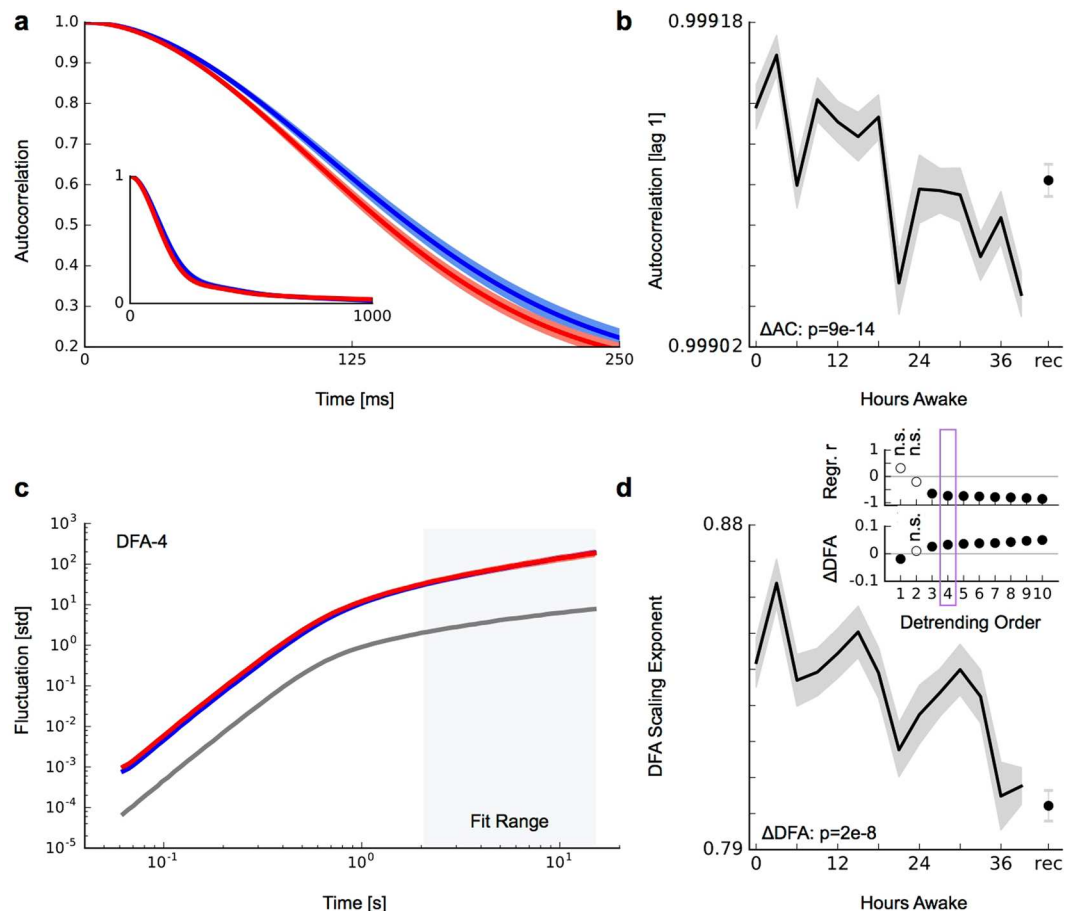 a
1.0
0.9
0.8
0.7
0.6
0.5
0.4
0.3
0.2
Autocorrelation
1
0
0
1000
0
125
250
Time [ms]
b
0.99918
0.99902
Autocorrelation [lag 1]
ΔAC: p=9e-14
0
12
24
36
rec
Hours Awake
c
DFA-4
10³
10²
10¹
10⁰
10⁻¹
10⁻²
10⁻³
10⁻⁴
10⁻⁵
Fluctuation [std]
Fit Range
10⁻¹
10⁰
10¹
Time [s]
d
n.s.
n.s.
1
0
-1
Regr. r
n.s.
0.1
0
-0.1
ΔDFA
1 2 3 4 5 6 7 8 9 10
Detrending Order
0.88
0.79
DFA Scaling Exponent
ΔDFA: p=2e-8
0
12
24
36
rec
Hours Awake